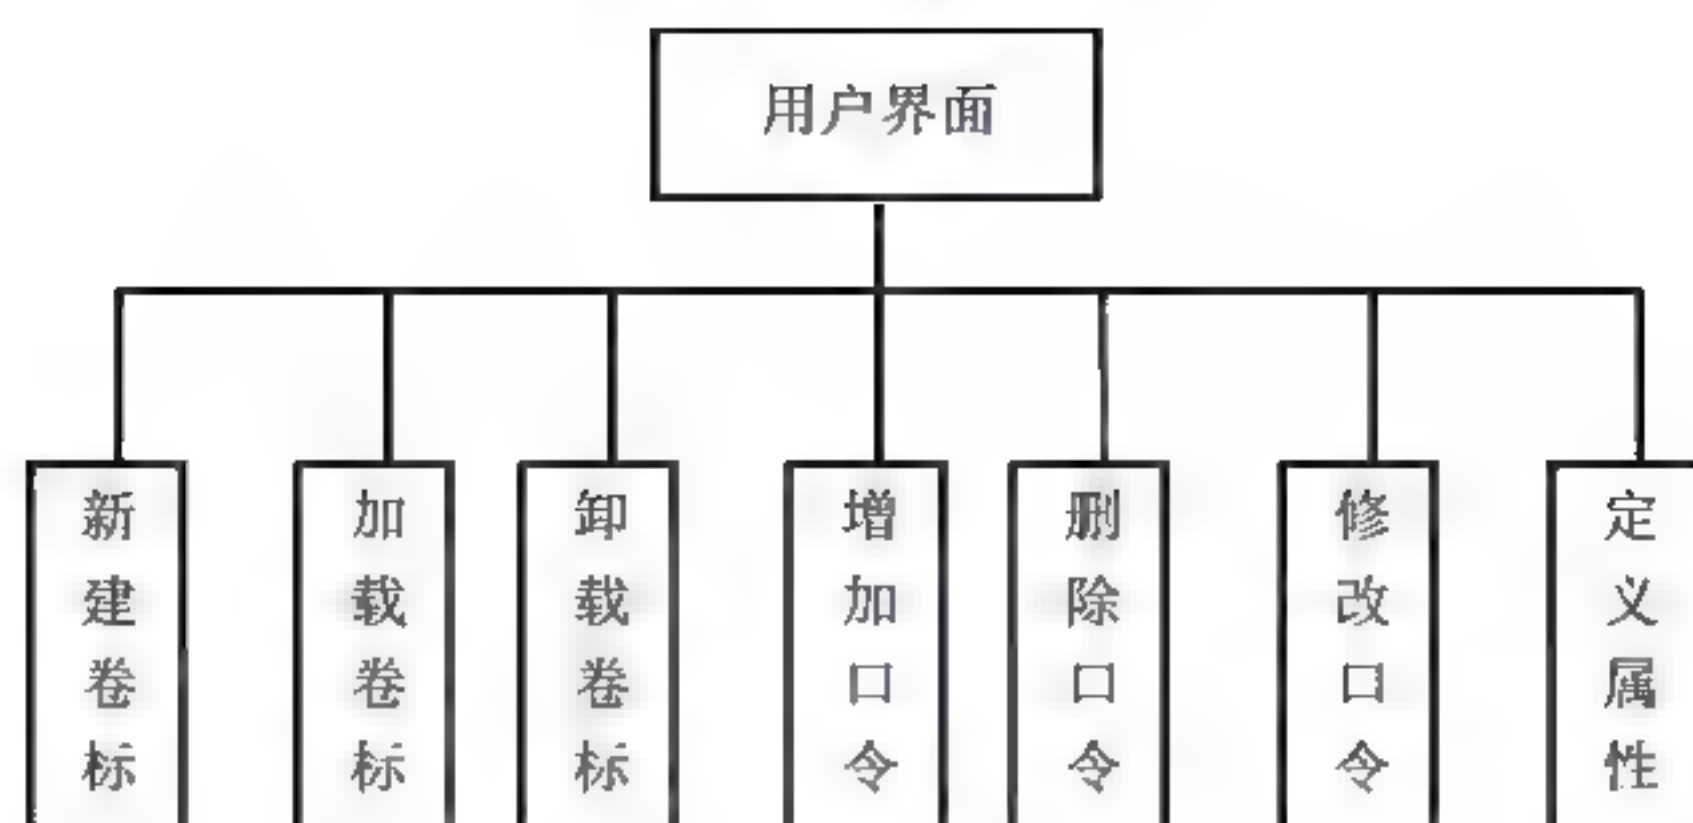 用户界面
新建卷标
加载卷标
卸载卷标
增加口令
删除口令
修改口令
定义属性